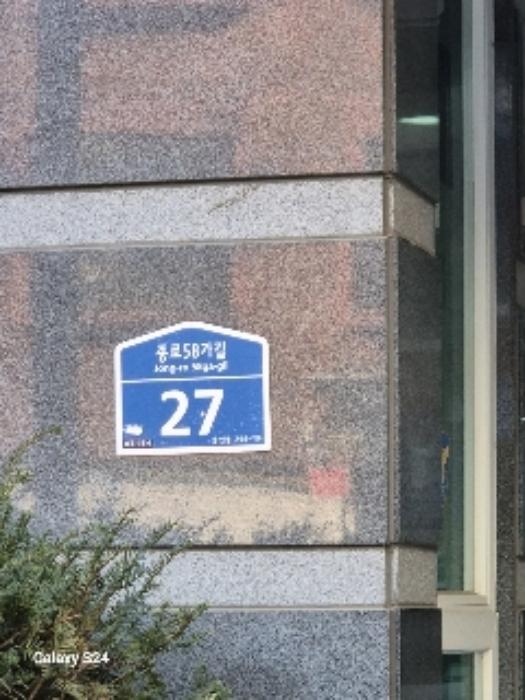 종로58가길
Jong-ro 58ga-gil
27
Galaxy S24